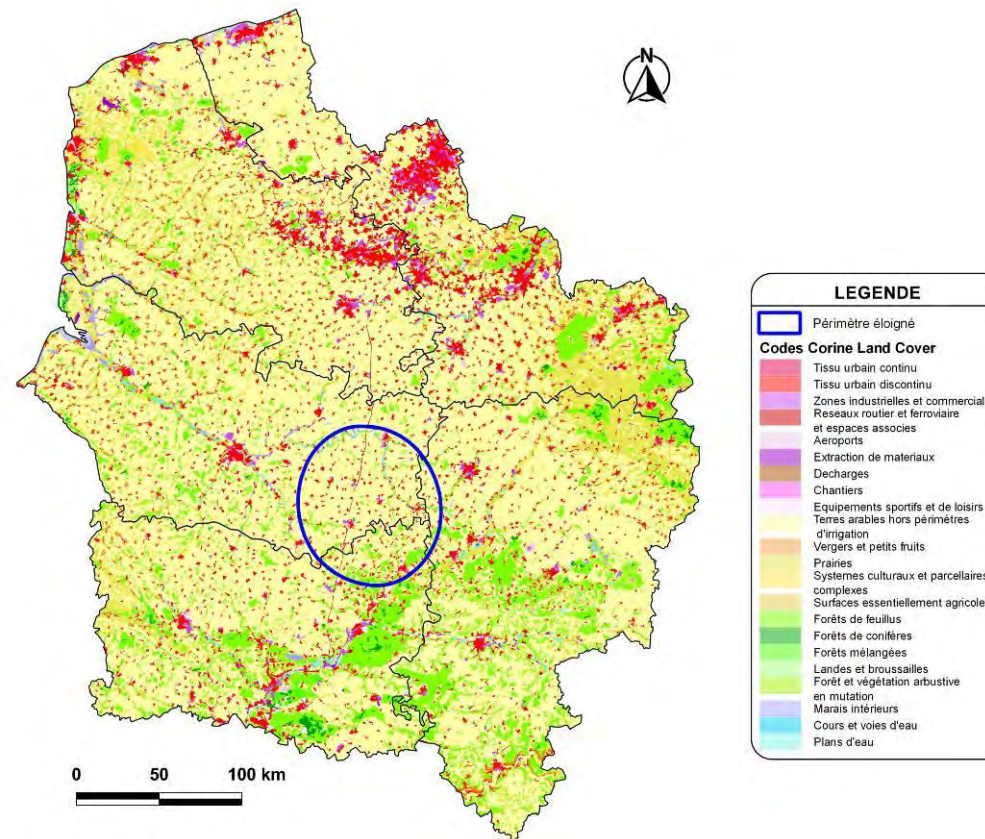 N
LEGENDE
Périmètre éloigné
Codes Corine Land Cover
Tissu urbain continu
Tissu urbain discontinu
Zones industrielles et commercial
Reseaux routier et ferroviaire
et espaces associes
Aeroports
Extraction de materiaux
Decharges
Chantiers
Equipements sportifs et de loisirs
Terres arables hors périmètres
d'irrigation
Vergers et petits fruits
Prairies
Systemes culturaux et parcellaires
complexes
Surfaces essentiellement agricole
Forêts de feuillus
Forêts de conifères
Forêts mélangées
Landes et broussailles
Forêt et végétation arbustive
en mutation
Marais intérieurs
Cours et voies d'eau
Plans d'eau
0 50 100 km